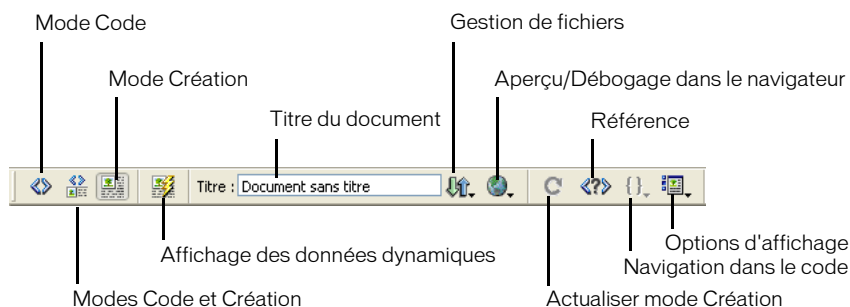 Mode Code
Gestion de fichiers
Mode Création
Aperçu/Débogage dans le navigateur
Titre du document
Référence
Titre : Document sans titre
Affichage des données dynamiques
Options d'affichage
Navigation dans le code
Modes Code et Création
Actualiser mode Création